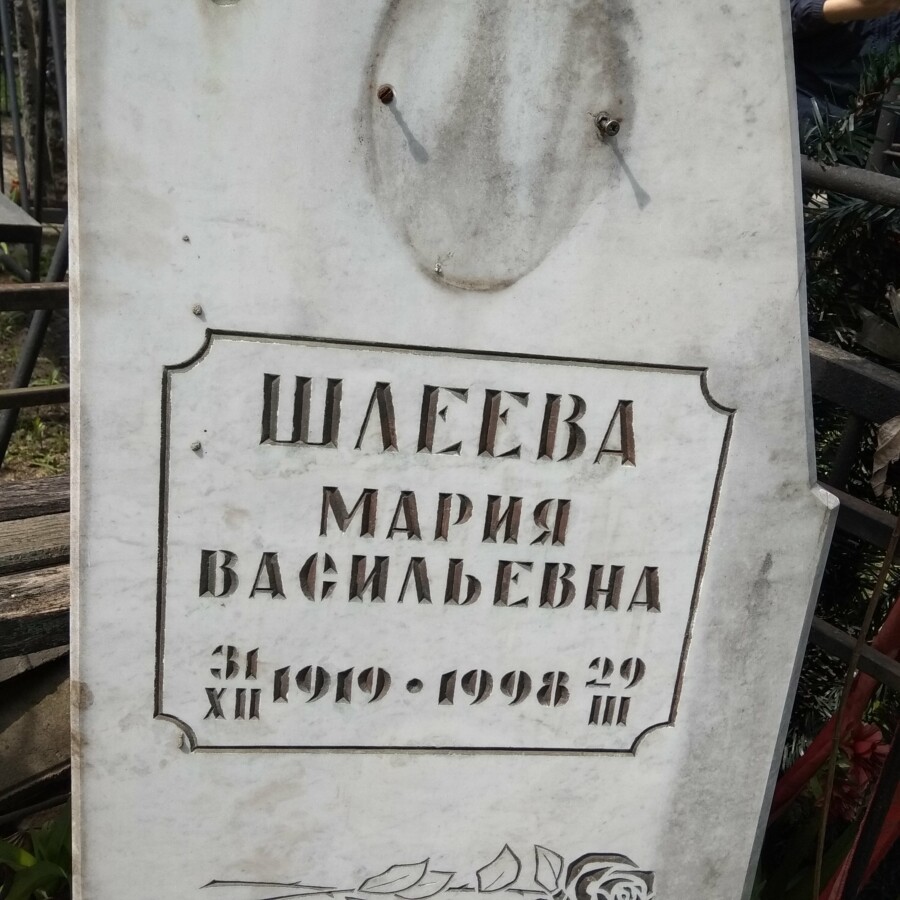 ШЛЕЕВА
МАРИЯ
ВАСИЛЬЕВНА
31 XII 1919 • 1998 29 III